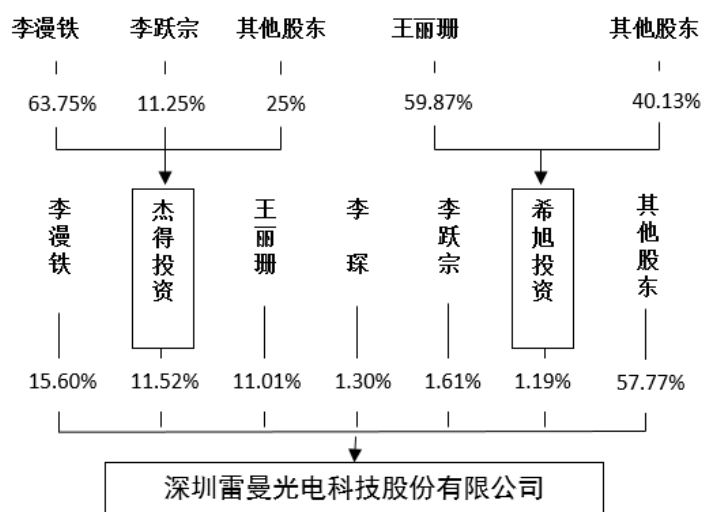 李漫铁 李跃宗 其他股东 王丽珊 其他股东
63.75% 11.25% 25% 59.87% 40.13%
李漫铁 杰得投资 王丽珊 李琛 李跃宗 希旭投资 其他股东
15.60% 11.52% 11.01% 1.30% 1.61% 1.19% 57.77%
深圳雷曼光电科技股份有限公司